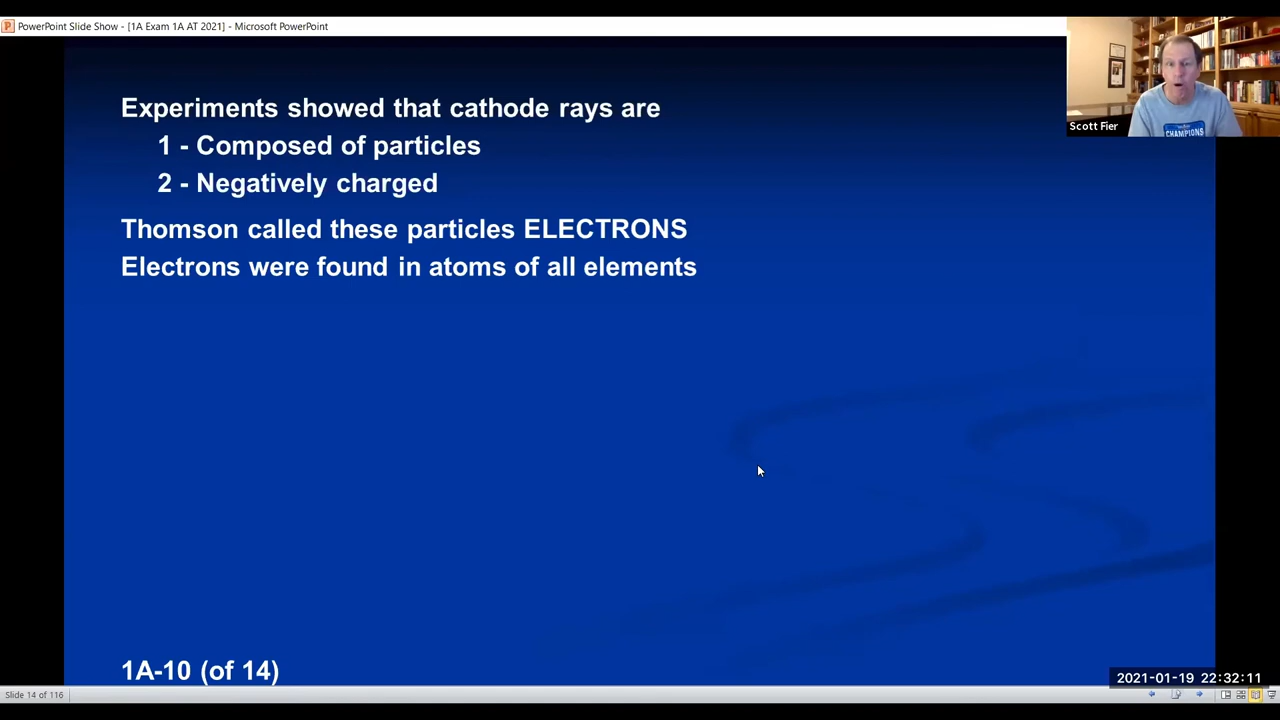 PowerPoint Slide Show - [1A Exam 1A AT 2021] - Microsoft PowerPoint
Experiments showed that cathode rays are
1 - Composed of particles
2 - Negatively charged
Thomson called these particles ELECTRONS
Electrons were found in atoms of all elements
1A-10 (of 14)
Scott Fier
CHAMPIONS
2021-01-19 22:32:11
Slide 14 of 116